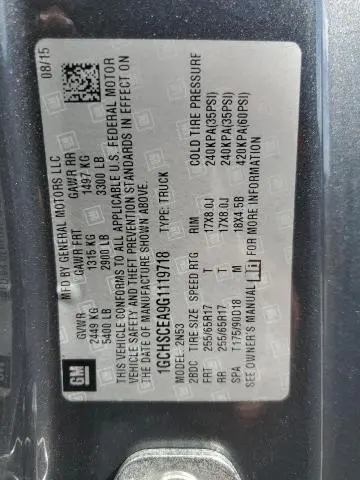 GM
MFD BY GENERAL MOTORS LLC
08/15
GVWR GAWR FRT GAWR RR
2449 KG 1315 KG 1497 KG
5400 LB 2900 LB 3300 LB
THIS VEHICLE CONFORMS TO ALL APPLICABLE U.S. FEDERAL MOTOR
VEHICLE SAFETY AND THEFT PREVENTION STANDARDS IN EFFECT ON
THE DATE OF MANUFACTURE SHOWN ABOVE.
1GCHSCEA9G1119718 TYPE: TRUCK
MODEL: 2N53
2BDC TIRE SIZE SPEED RTG RIM COLD TIRE PRESSURE
FRT 255/65R17 T 17X8.0J 240KPA(35PSI)
RR 255/65R17 T 17X8.0J 240KPA(35PSI)
SPA T175/90D18 M 18X4.5B 420KPA(60PSI)
SEE OWNER'S MANUAL FOR MORE INFORMATION